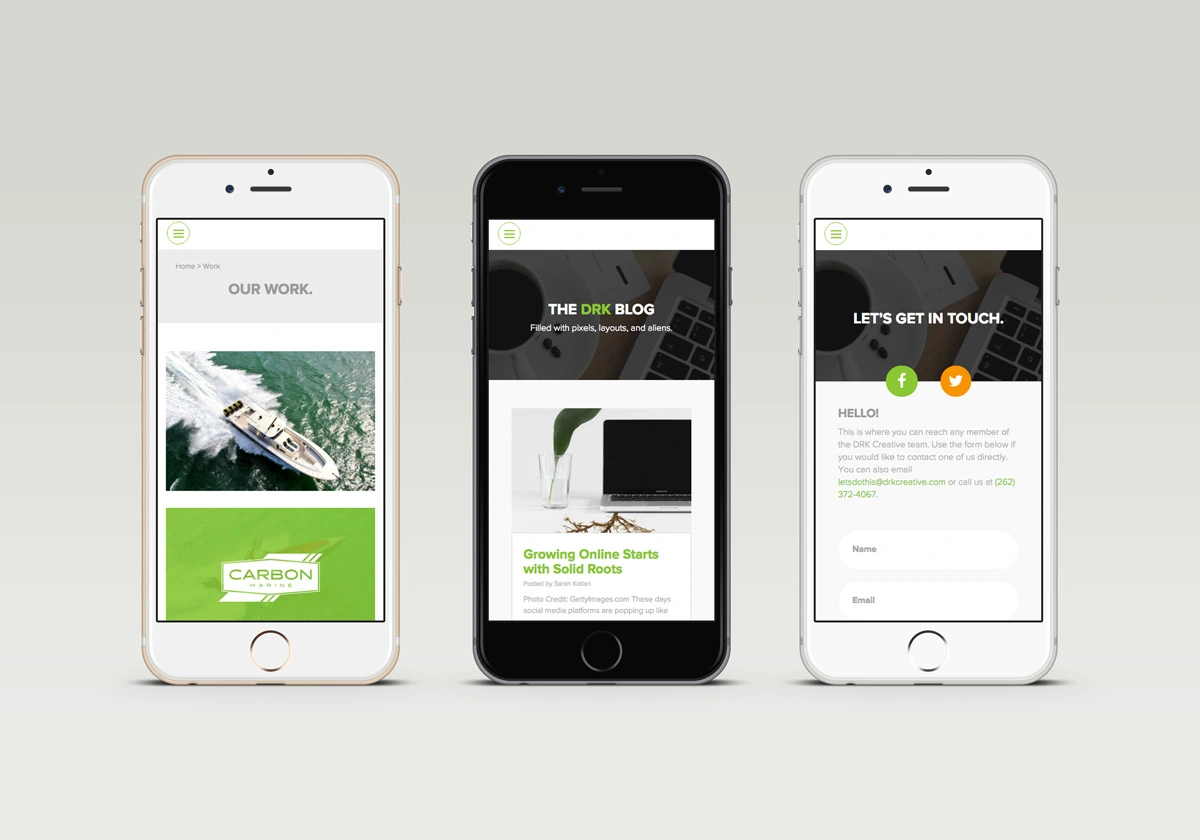 Home > Work
OUR WORK.
CARBON
MARINE
THE DRK BLOG
Filled with pixels, layouts, and aliens.
Growing Online Starts
with Solid Roots
Posted by Sarah Kotlan
Photo Credit: GettyImages.com These days
social media platforms are popping up like
LET'S GET IN TOUCH.
HELLO!
This is where you can reach any member of
the DRK Creative team. Use the form below if
you would like to contact one of us directly.
You can also email
letsdothis@drkcreative.com or call us at (262)
372-4067.
Name
Email